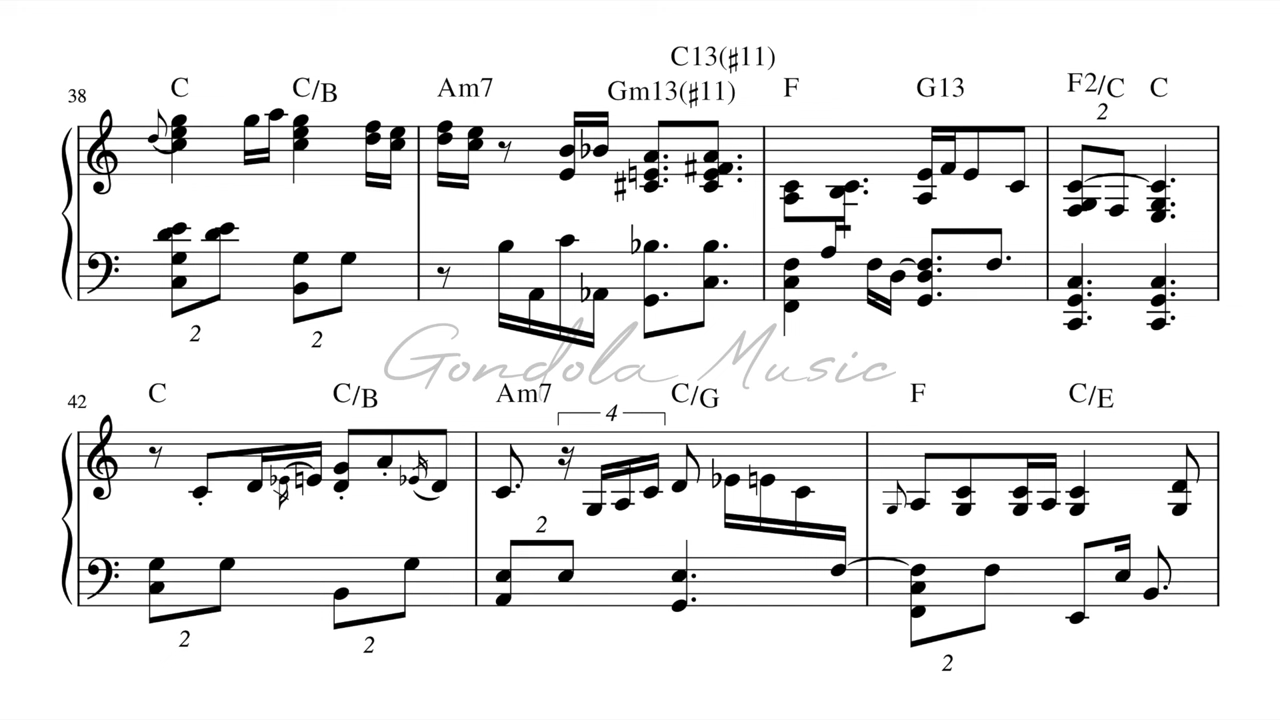 C13(♯11)
C C/B Am7 Gm13(♯11) F G13 F2/C C
38
2
2 2
Gondola Music
C C/B Am7 C/G F C/E
42
4
2
2 2 2